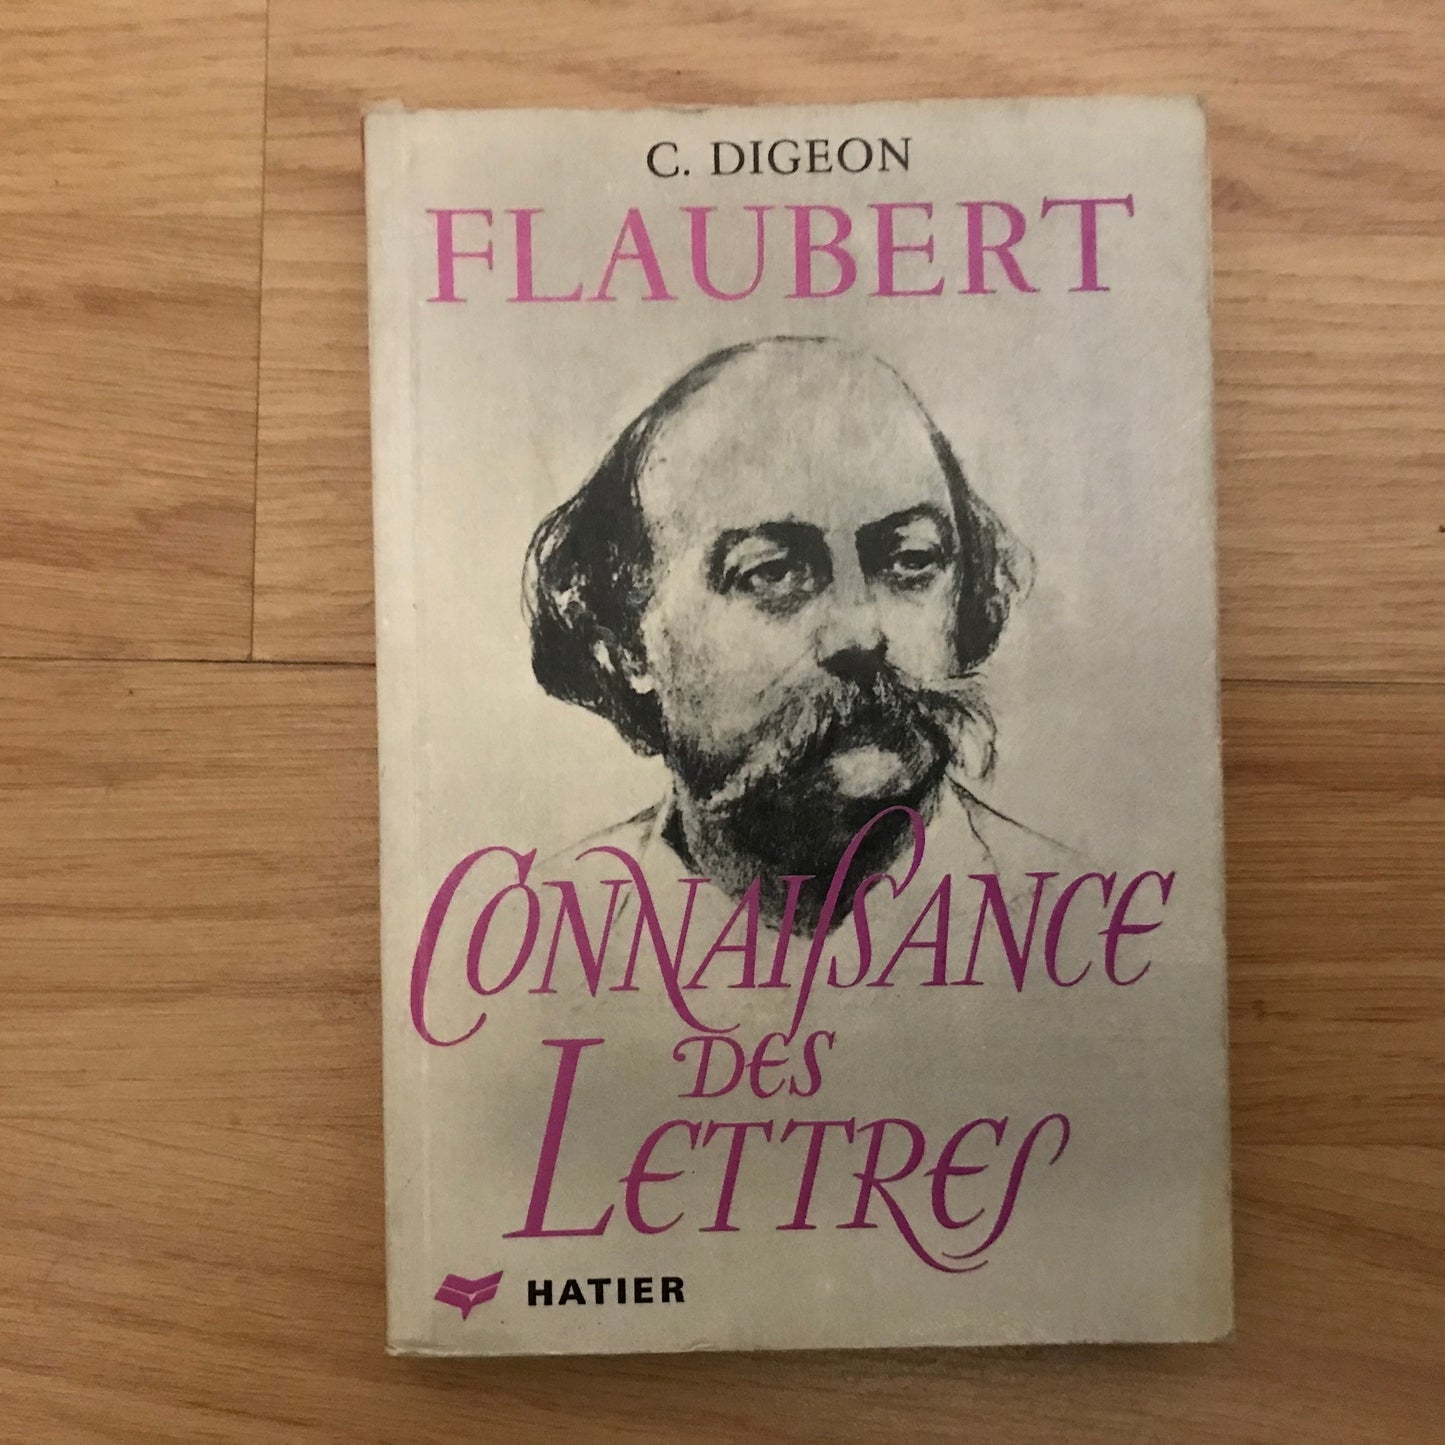 C. DIGEON
FLAUBERT
CONNAISSANCE
DES
LETTRES
HATIER